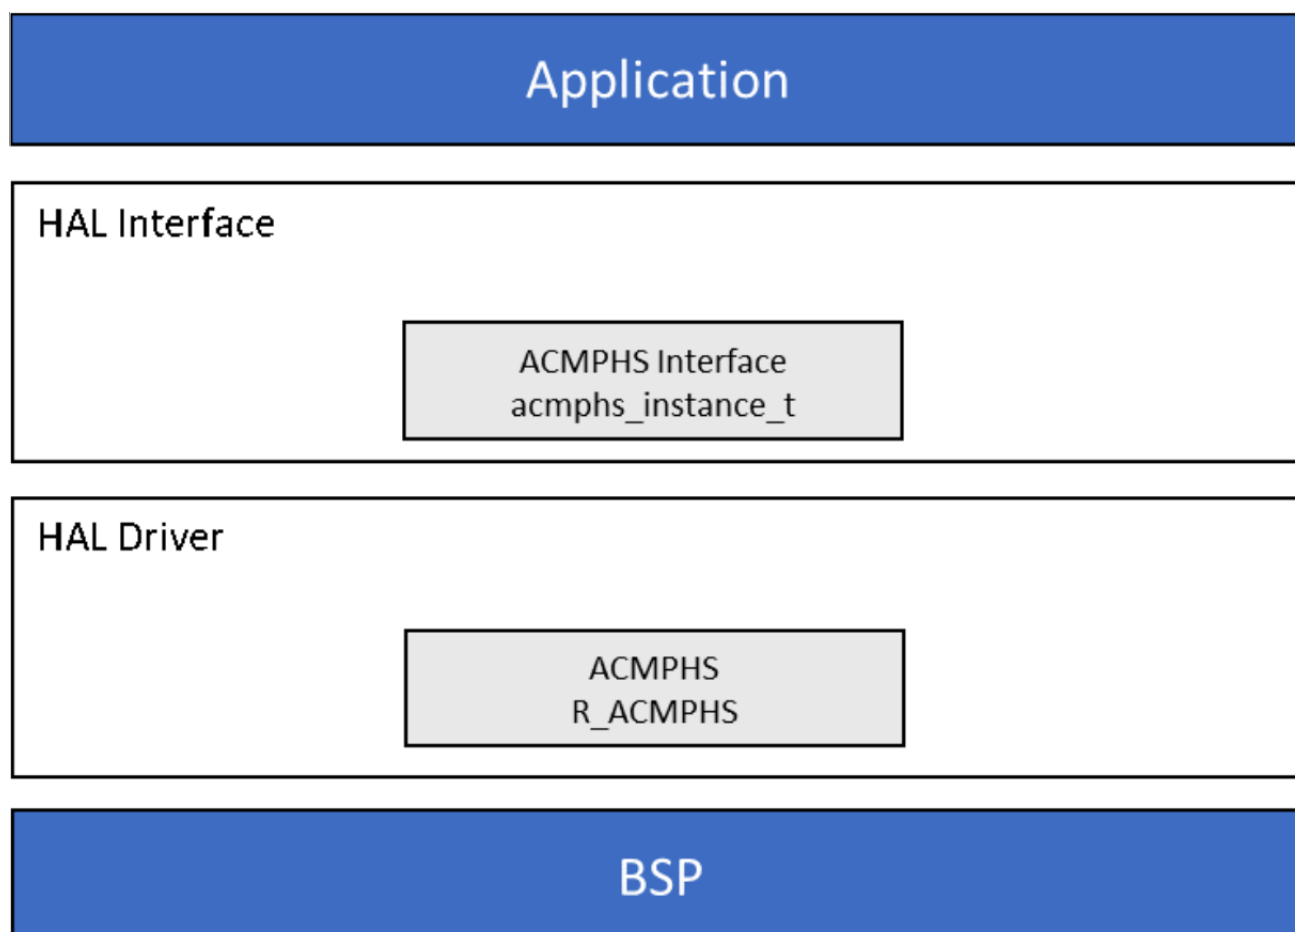 Application
HAL Interface
ACMPHS Interface
acmphs_instance_t
HAL Driver
ACMPHS
R_ACMPHS
BSP